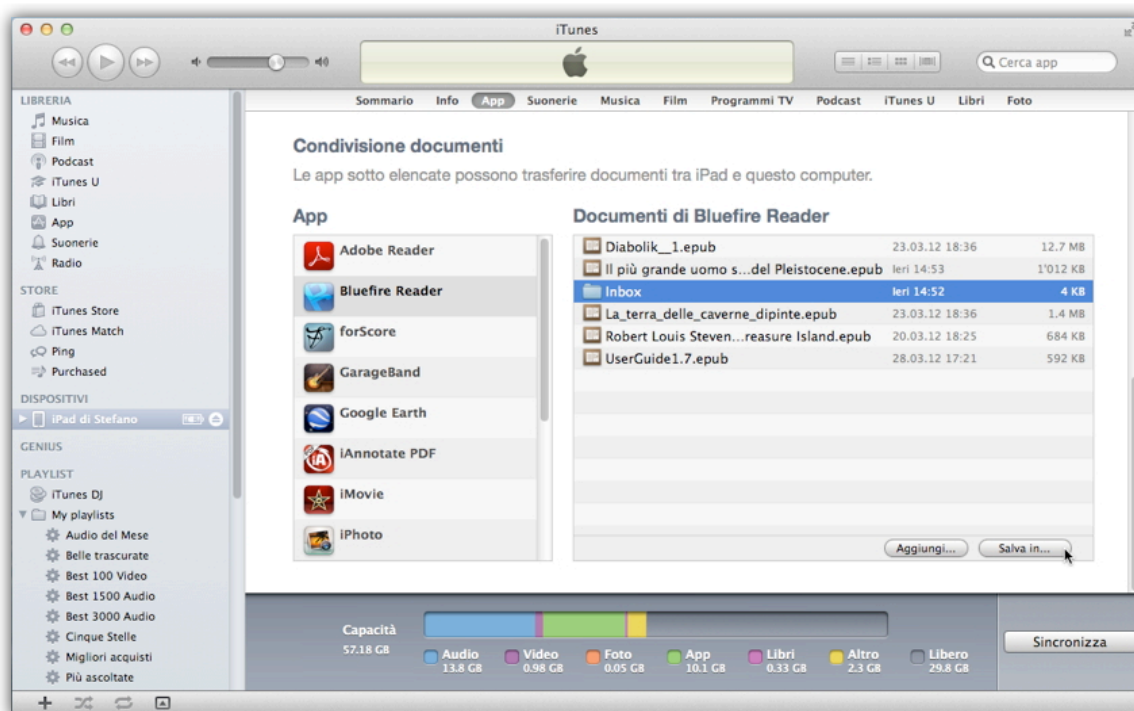 iTunes
Cerca app
LIBRERIA
Musica
Film
Podcast
iTunes U
Libri
App
Suonerie
Radio
STORE
iTunes Store
iTunes Match
Ping
Purchased
DISPOSITIVI
iPad di Stefano
GENIUS
PLAYLIST
iTunes DJ
My playlists
Audio del Mese
Belle trascurate
Best 100 Video
Best 1500 Audio
Best 3000 Audio
Cinque Stelle
Migliori acquisti
Più ascoltate
Sommario Info App Suonerie Musica Film Programmi TV Podcast iTunes U Libri Foto
Condivisione documenti
Le app sotto elencate possono trasferire documenti tra iPad e questo computer.
App
Adobe Reader
Bluefire Reader
forScore
GarageBand
Google Earth
iAnnotate PDF
iMovie
iPhoto
Documenti di Bluefire Reader
Diabolik__1.epub 23.03.12 18:36 12.7 MB
Il più grande uomo s...del Pleistocene.epub Ieri 14:53 1'012 KB
Inbox Ieri 14:52 4 KB
La_terra_delle_caverne_dipinte.epub 23.03.12 18:36 1.4 MB
Robert Louis Steven...reasure Island.epub 20.03.12 18:25 684 KB
UserGuide1.7.epub 28.03.12 17:21 592 KB
Aggiungi... Salva in...
Capacità
57.18 GB
Audio
13.8 GB
Video
0.98 GB
Foto
0.05 GB
App
10.1 GB
Libri
0.33 GB
Altro
2.3 GB
Libero
29.8 GB
Sincronizza